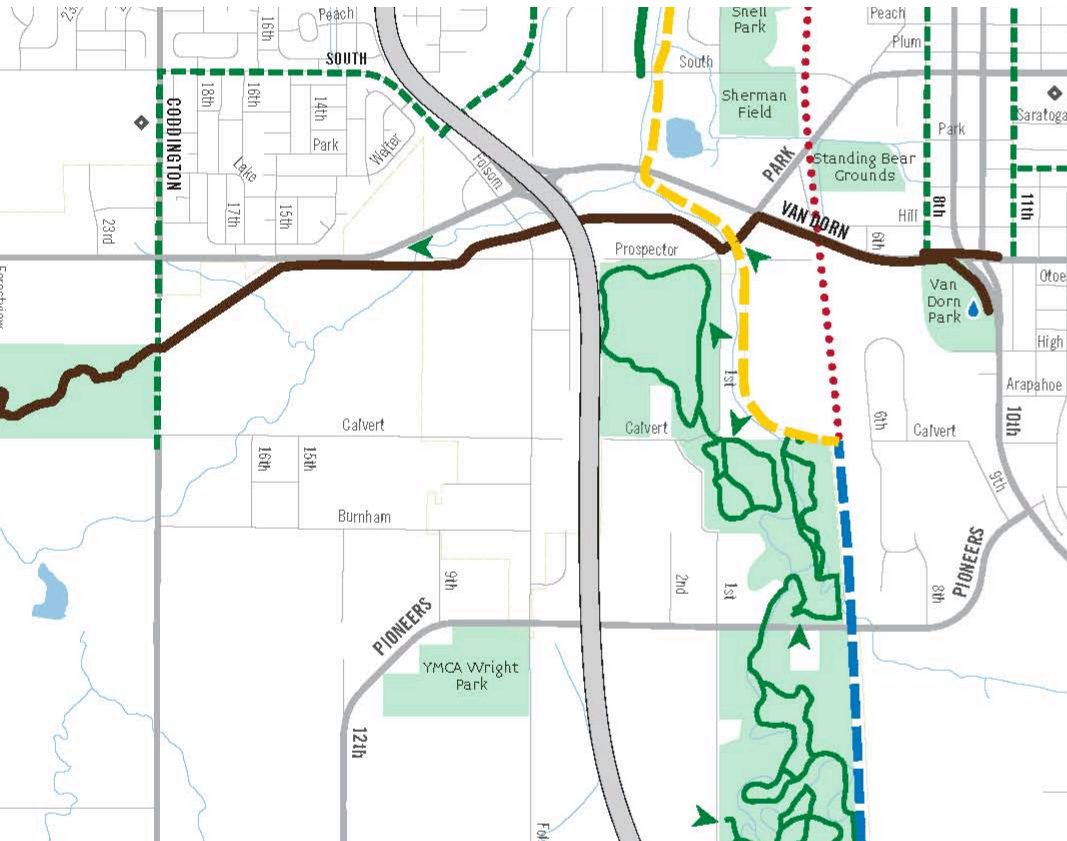 Peach
16th
Snell
Park
Peach
Plum
SOUTH
South
CODDINGTON
18th
16th
14th
Sherman
Field
Saratoga
Park
Park
Welter
Lake
Folsom
PARK
Standing Bear
Grounds
8th
11th
17th
15th
23rd
VAN DORN
Hill
6th
Prospector
Van
Dorn
Park
Otoe
High
1st
Arapahoe
Calvert
Calvert
6th
Calvert
10th
16th
15th
9th
Burnham
PIONEERS
9th
2nd
1st
8th
PIONEERS
YMCA Wright
Park
12th